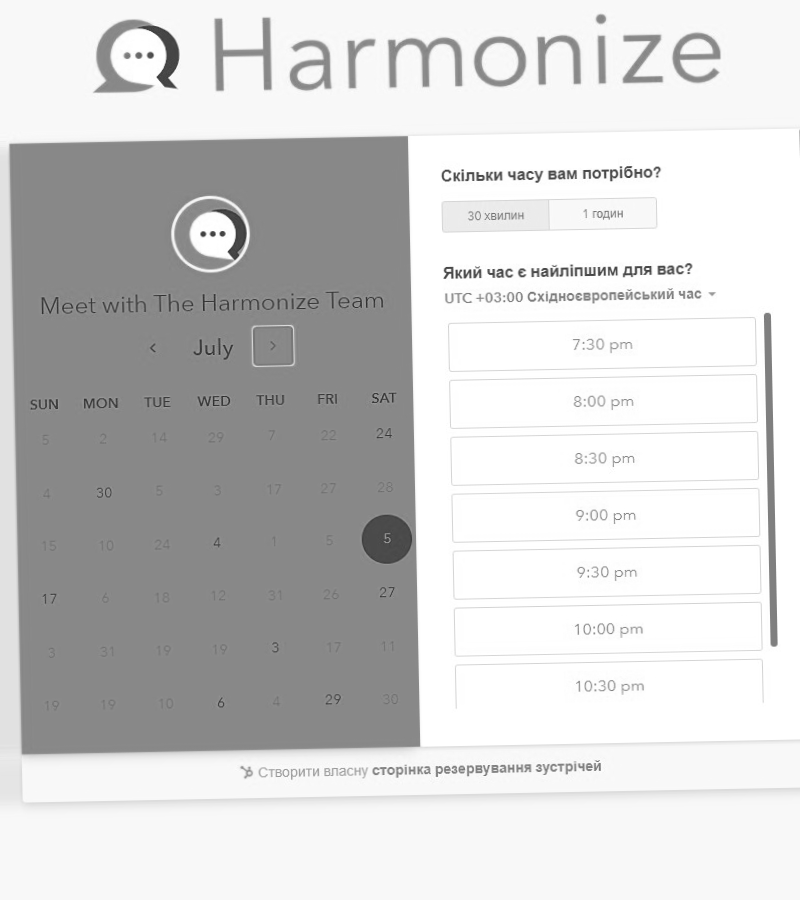 Harmonize
Meet with The Harmonize Team
July
SUN MON TUE WED THU FRI SAT
5 2 14 29 7 22 24
4 30 5 3 17 27 28
15 10 24 4 1 5 5
17 6 18 12 31 26 27
3 31 19 19 3 17 11
19 19 10 6 4 29 30
Скільки часу вам потрібно?
30 хвилин 1 годин
Який час є найліпшим для вас?
UTC +03:00 Східноєвропейський час
7:30 pm
8:00 pm
8:30 pm
9:00 pm
9:30 pm
10:00 pm
10:30 pm
Створити власну сторінка резервування зустрічей